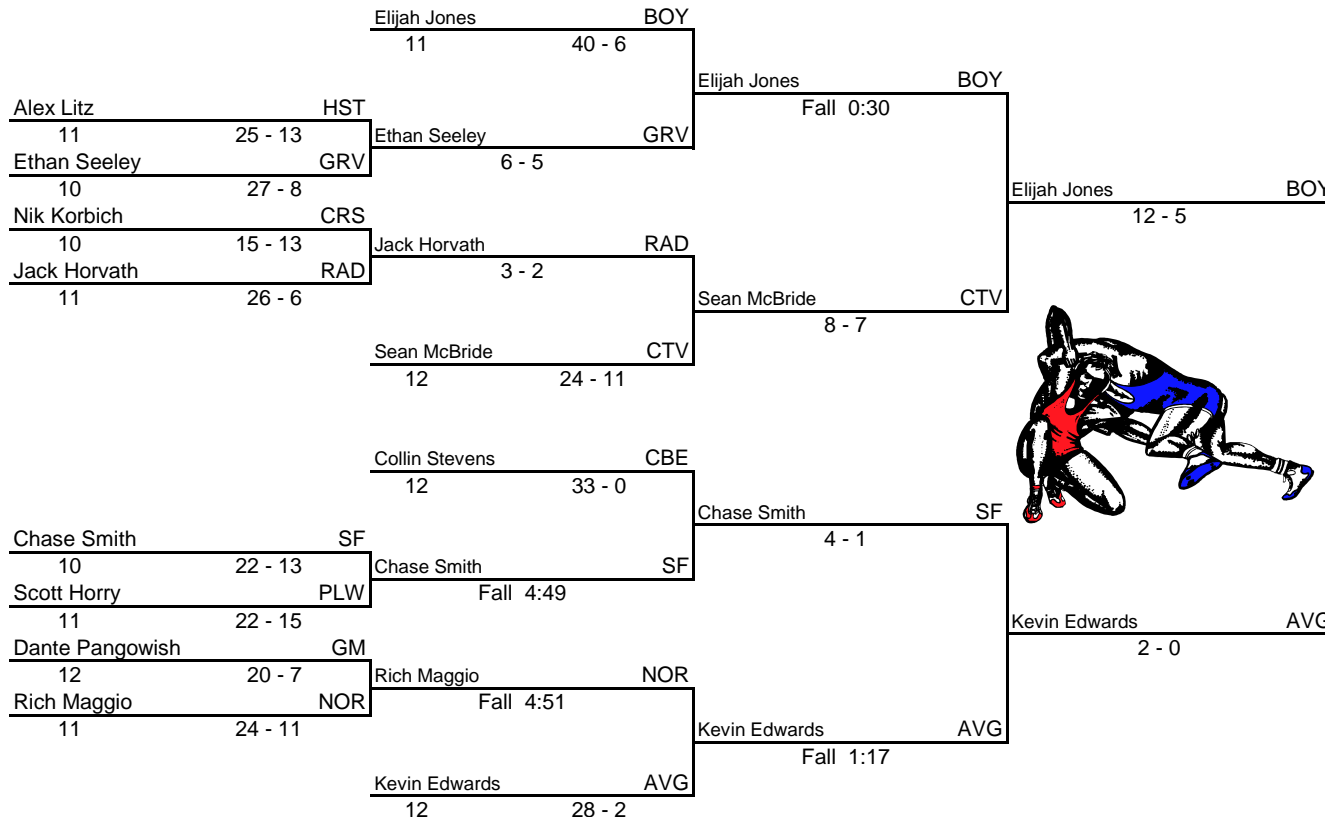 Elijah Jones BOY
11 40 - 6
Elijah Jones BOY
Fall 0:30
Alex Litz HST
11 25 - 13
Ethan Seeley GRV
6 - 5
Ethan Seeley GRV
10 27 - 8
Elijah Jones BOY
12 - 5
Nik Korbich CRS
10 15 - 13
Jack Horvath RAD
3 - 2
Jack Horvath RAD
11 26 - 6
Sean McBride CTV
8 - 7
Sean McBride CTV
12 24 - 11
Collin Stevens CBE
12 33 - 0
Chase Smith SF
4 - 1
Chase Smith SF
10 22 - 13
Chase Smith SF
Fall 4:49
Scott Horry PLW
11 22 - 15
Kevin Edwards AVG
2 - 0
Dante Pangowish GM
12 20 - 7
Rich Maggio NOR
Fall 4:51
Rich Maggio NOR
11 24 - 11
Kevin Edwards AVG
Fall 1:17
Kevin Edwards AVG
12 28 - 2